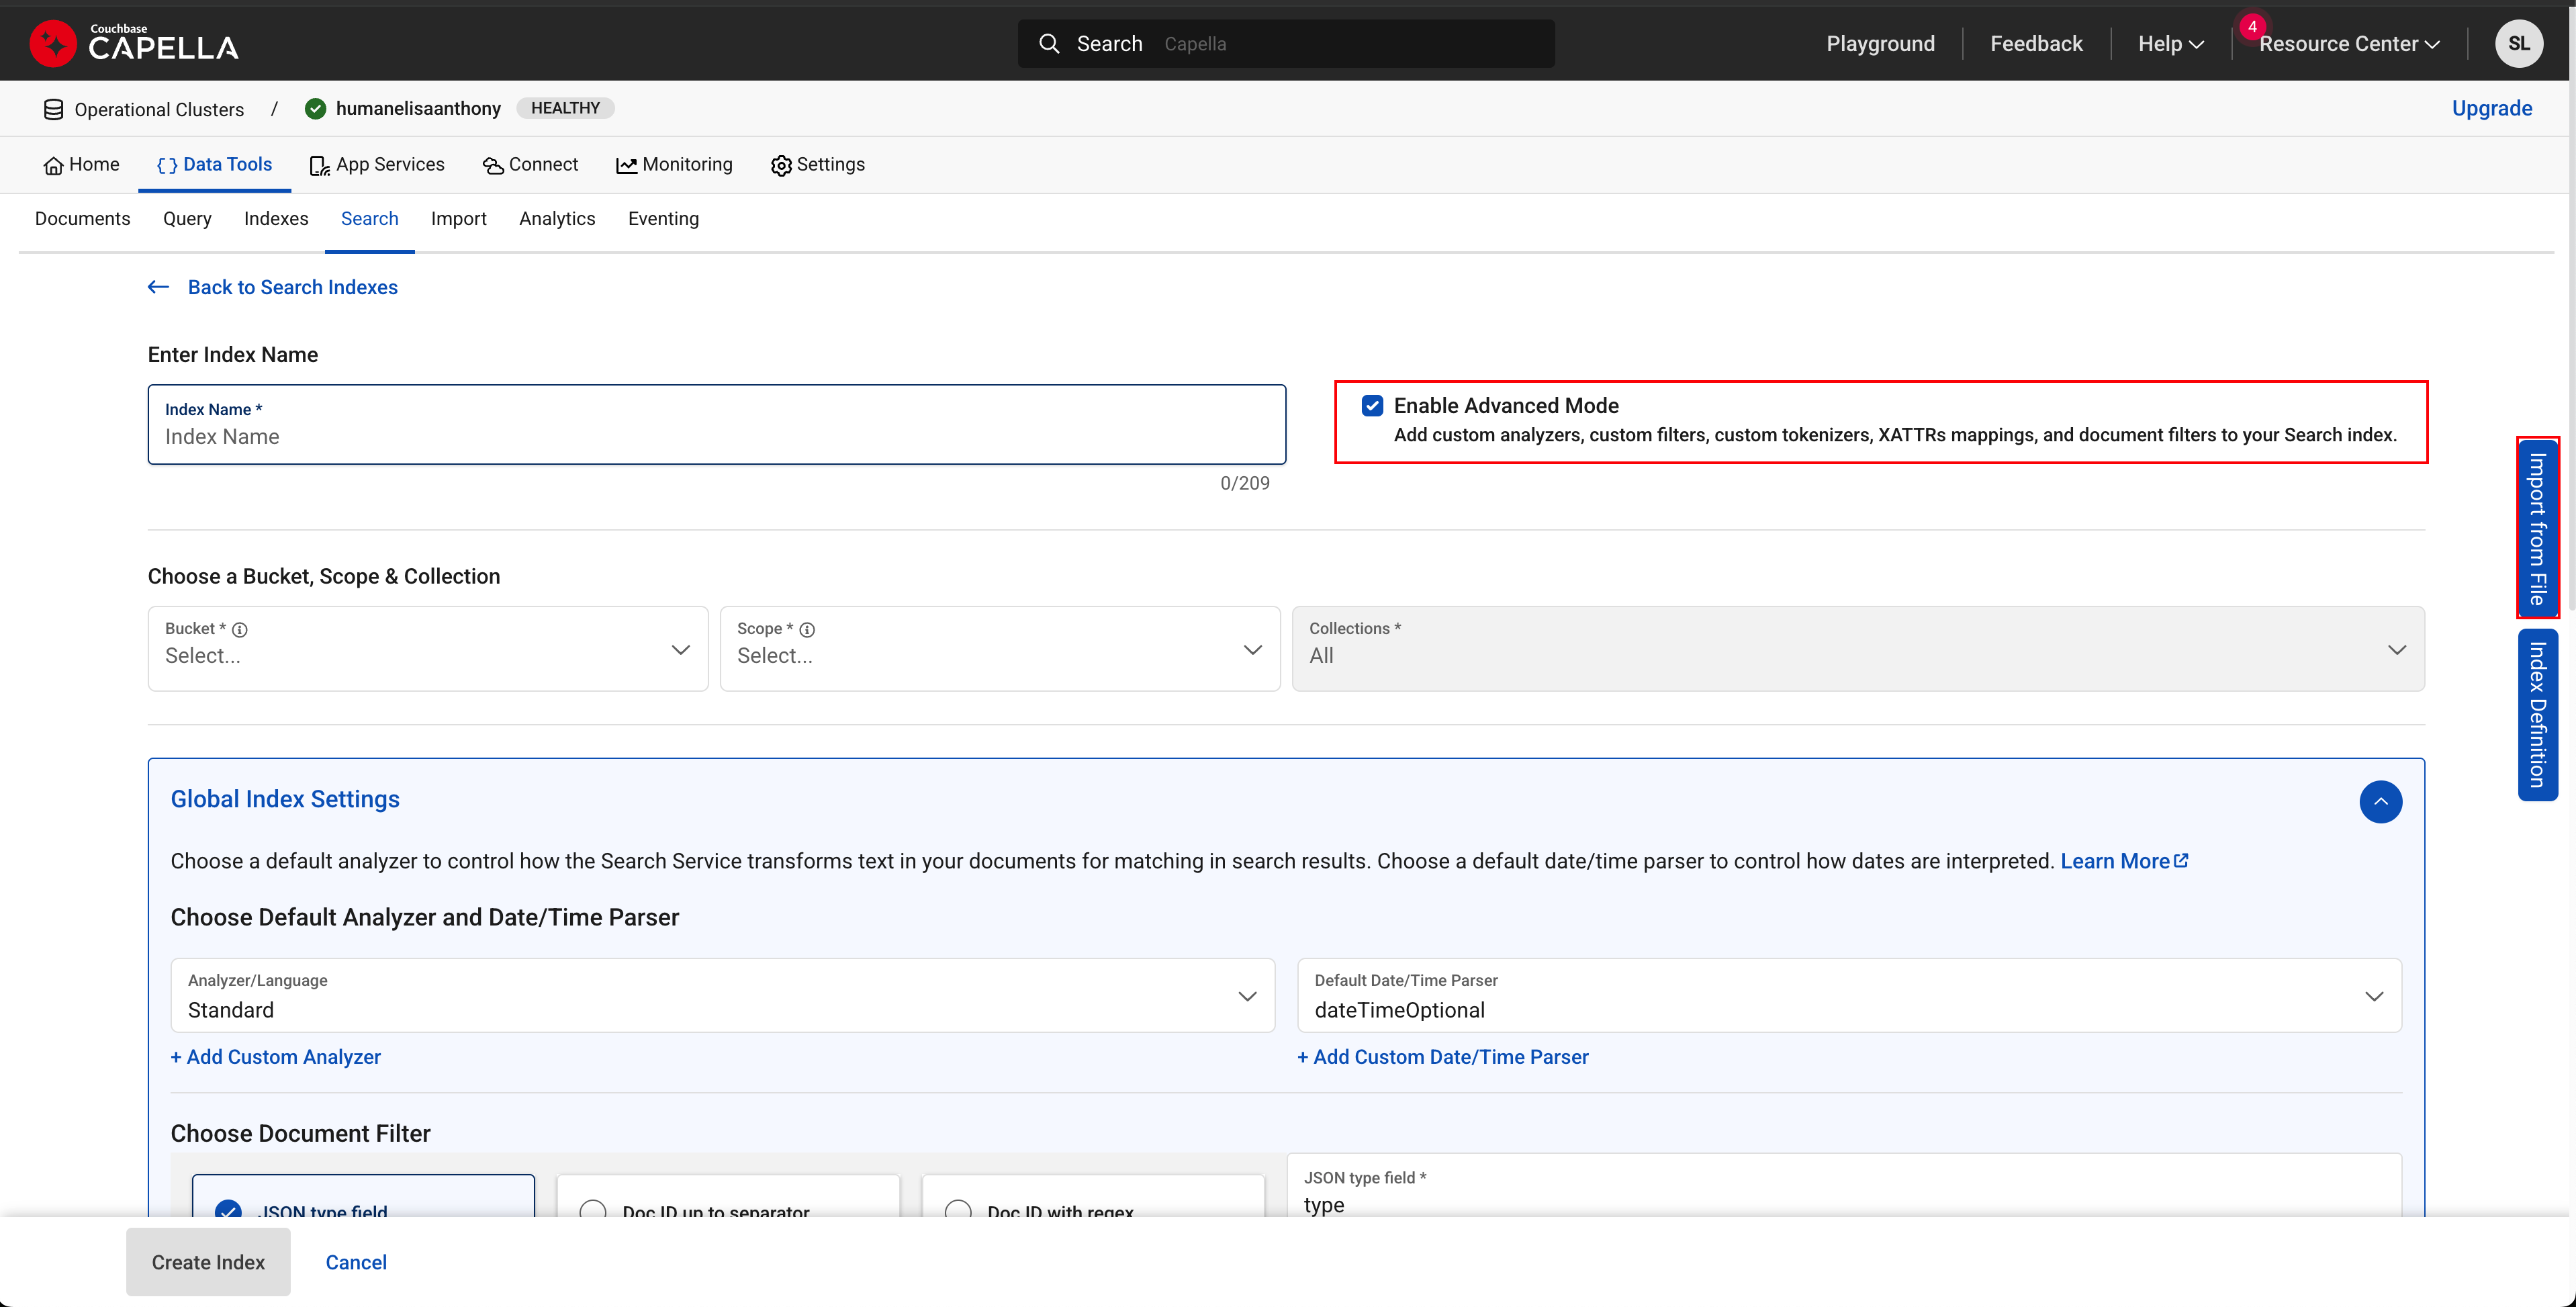 Couchbase
CAPELLA
Search Capella
Playground
Feedback
Help
4
Resource Center
SL
Operational Clusters / humanelisaanthony HEALTHY
Upgrade
Home
Data Tools
App Services
Connect
Monitoring
Settings
Documents
Query
Indexes
Search
Import
Analytics
Eventing
Back to Search Indexes
Enter Index Name
Index Name *
Index Name
0/209
Enable Advanced Mode
Add custom analyzers, custom filters, custom tokenizers, XATTRs mappings, and document filters to your Search index.
Import from File
Index Definition
Choose a Bucket, Scope & Collection
Bucket *
Select...
Scope *
Select...
Collections *
All
Global Index Settings
Choose a default analyzer to control how the Search Service transforms text in your documents for matching in search results. Choose a default date/time parser to control how dates are interpreted. Learn More
Choose Default Analyzer and Date/Time Parser
Analyzer/Language
Standard
Default Date/Time Parser
dateTimeOptional
+ Add Custom Analyzer
+ Add Custom Date/Time Parser
Choose Document Filter
JSON type field
Doc ID up to separator
Doc ID with regex
JSON type field *
type
Create Index
Cancel